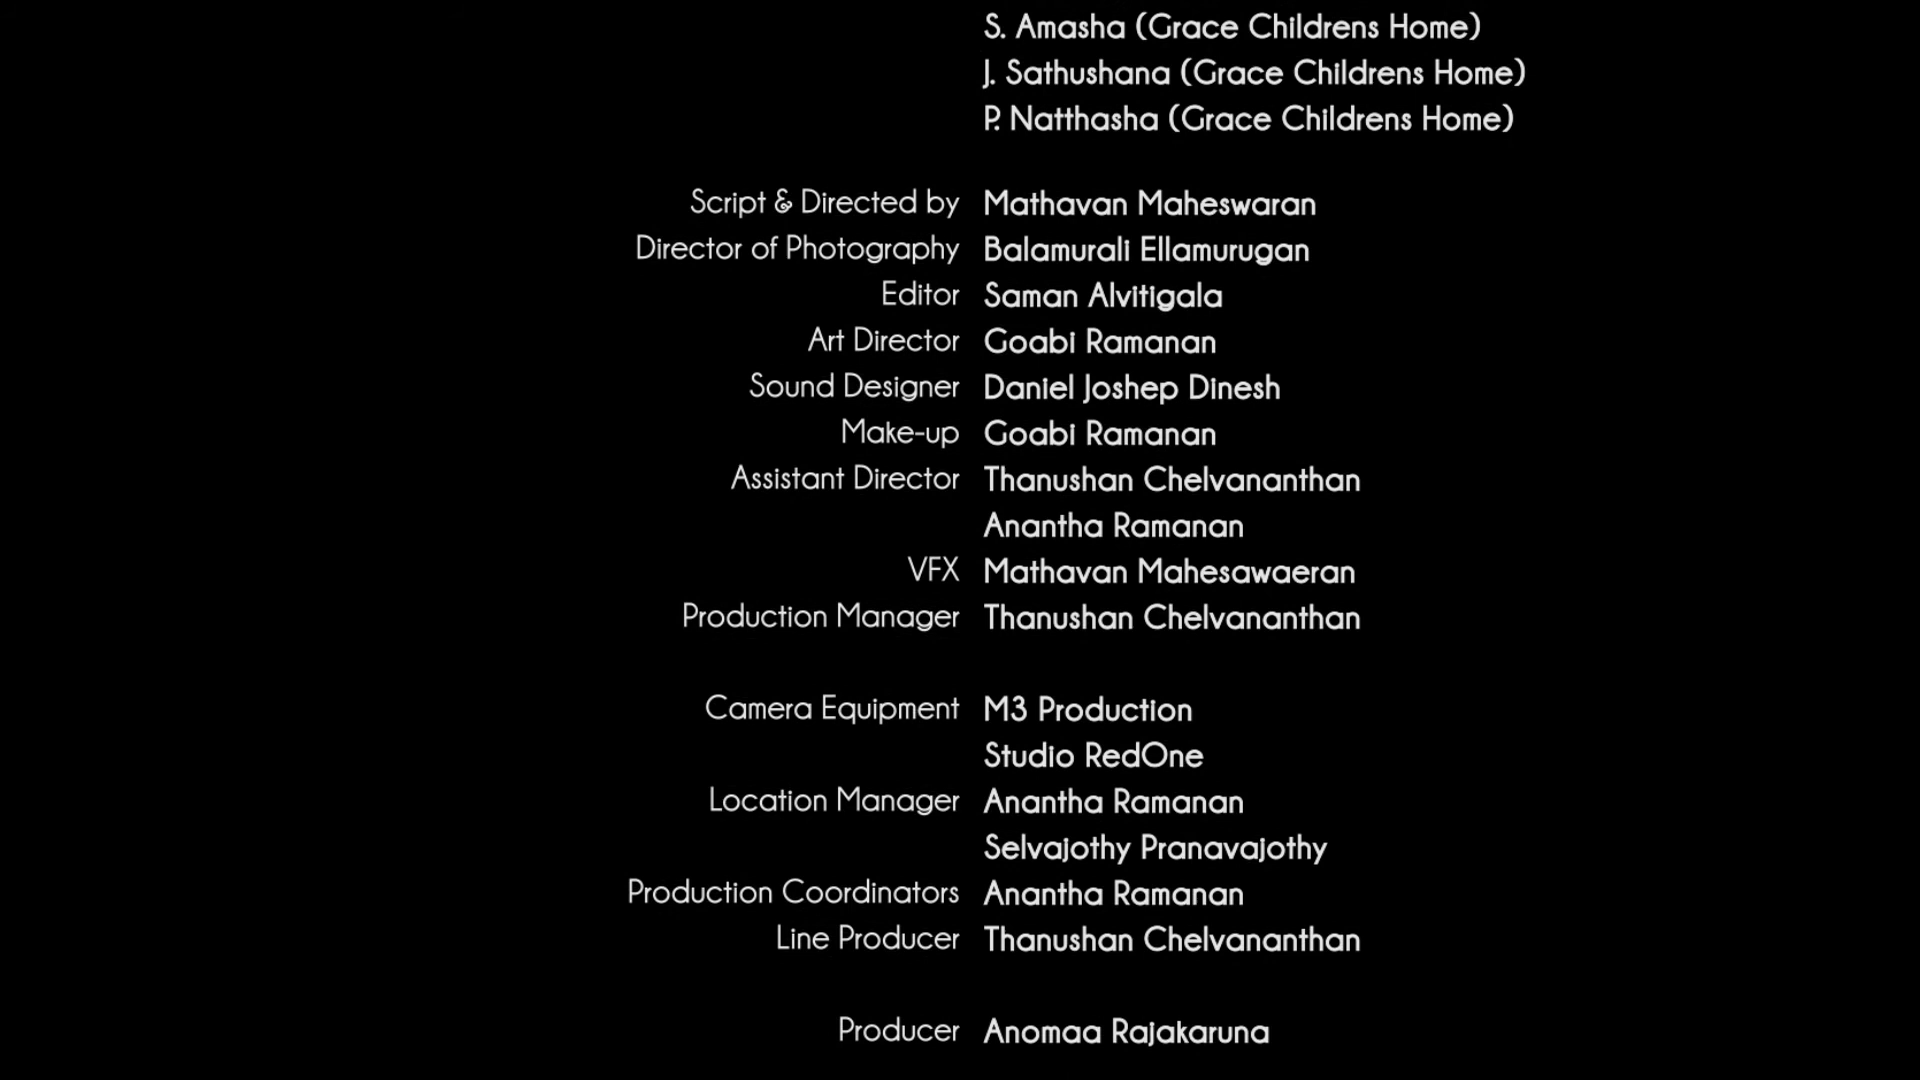 S. Amasha (Grace Childrens Home)
J. Sathushana (Grace Childrens Home)
P. Natthasha (Grace Childrens Home)
Script & Directed by Mathavan Maheswaran
Director of Photography Balamurali Ellamurugan
Editor Saman Alvitigala
Art Director Goabi Ramanan
Sound Designer Daniel Joshep Dinesh
Make-up Goabi Ramanan
Assistant Director Thanushan Chelvananthan
Anantha Ramanan
VFX Mathavan Mahesawaeran
Production Manager Thanushan Chelvananthan
Camera Equipment M3 Production
Studio RedOne
Location Manager Anantha Ramanan
Selvajothy Pranavajothy
Production Coordinators Anantha Ramanan
Line Producer Thanushan Chelvananthan
Producer Anomaa Rajakaruna